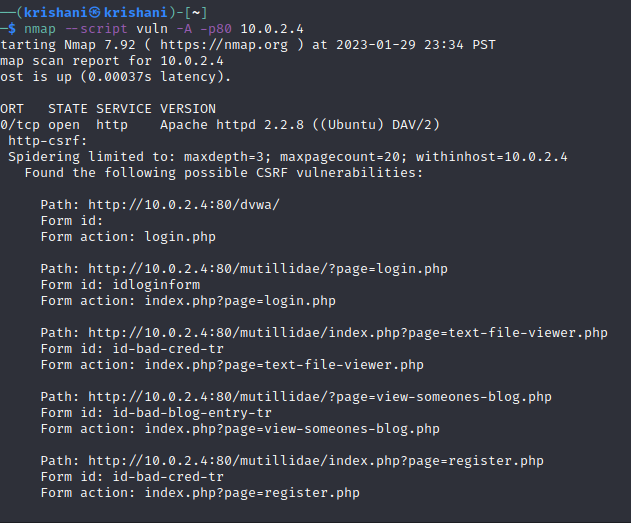 ─(krishani㉿krishani)-[~]
─$ nmap --script vuln -A -p80 10.0.2.4
tarting Nmap 7.92 ( https://nmap.org ) at 2023-01-29 23:34 PST
map scan report for 10.0.2.4
ost is up (0.00037s latency).
ORT   STATE SERVICE VERSION
0/tcp open  http    Apache httpd 2.2.8 ((Ubuntu) DAV/2)
http-csrf:
Spidering limited to: maxdepth=3; maxpagecount=20; withinhost=10.0.2.4
Found the following possible CSRF vulnerabilities:
Path: http://10.0.2.4:80/dvwa/
Form id:
Form action: login.php
Path: http://10.0.2.4:80/mutillidae/?page=login.php
Form id: idloginform
Form action: index.php?page=login.php
Path: http://10.0.2.4:80/mutillidae/index.php?page=text-file-viewer.php
Form id: id-bad-cred-tr
Form action: index.php?page=text-file-viewer.php
Path: http://10.0.2.4:80/mutillidae/?page=view-someones-blog.php
Form id: id-bad-blog-entry-tr
Form action: index.php?page=view-someones-blog.php
Path: http://10.0.2.4:80/mutillidae/index.php?page=register.php
Form id: id-bad-cred-tr
Form action: index.php?page=register.php